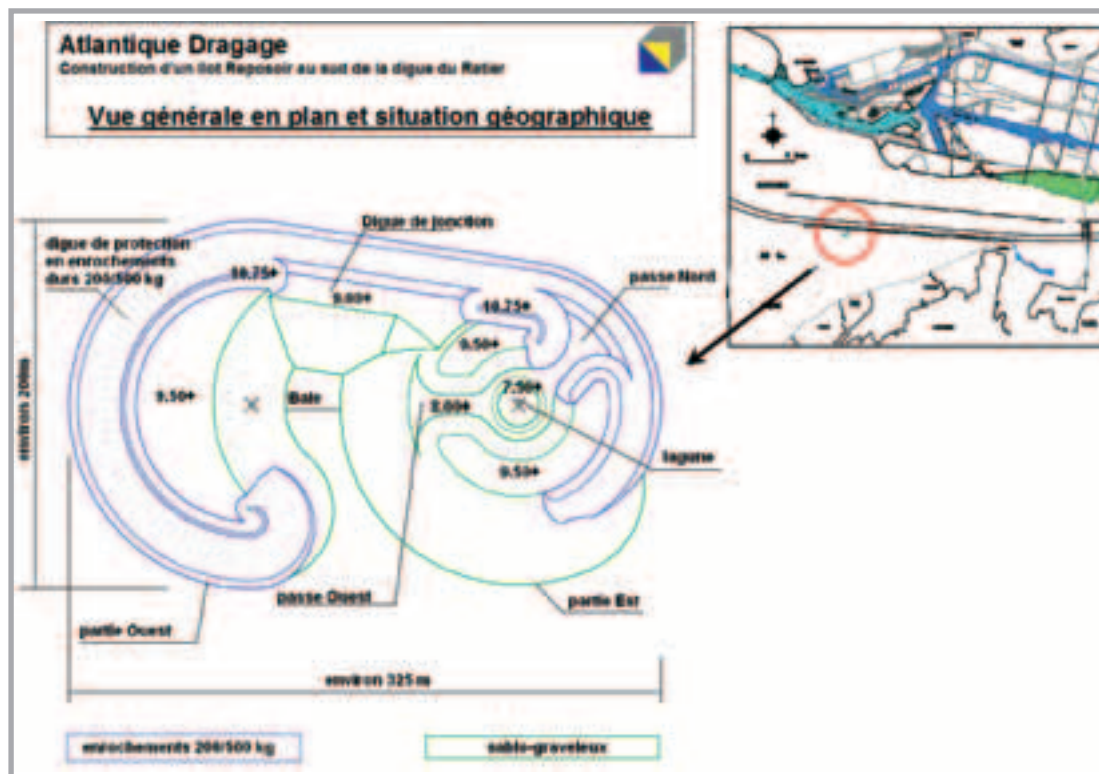 Atlantique Dragage
Construction d'un îlot Reposoir au sud de la digue du Ratier
Vue générale en plan et situation géographique
Digue de jonction
digue de protection
en enrochements
durs 200/500 kg
passe Nord
10.75+
9.00+
10.75+
9.50+
9.50+
7.50+
Baie
8.00+
environ 200m
lagune
9.50+
passe Ouest
partie Est
partie Ouest
environ 325 m
enrochements 200/500 kg
sablo-graveleux